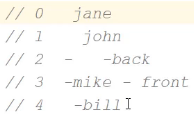 // 0 jane
// 1 john
// 2 - -back
// 3 -mike - front
// 4 -bill